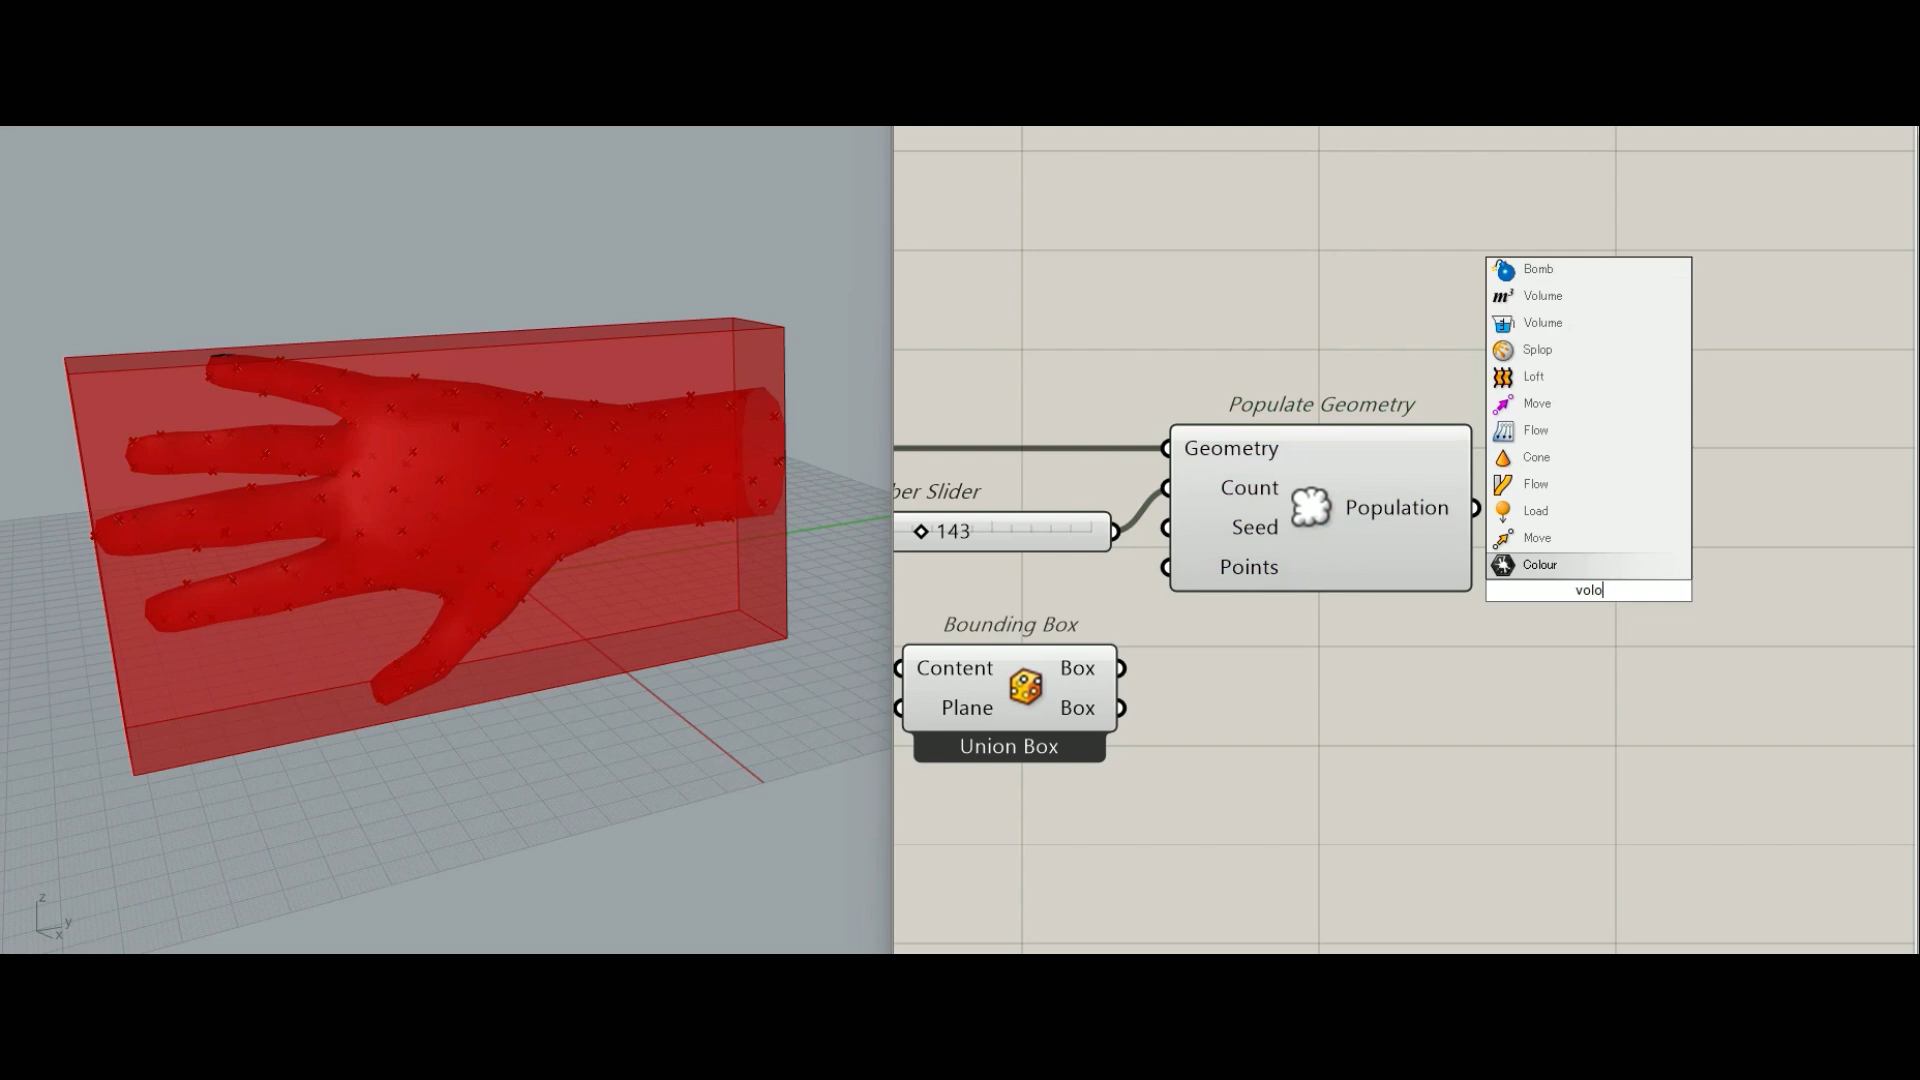 Bomb
Volume
Volume
Splop
Loft
Move
Flow
Cone
Flow
Load
Move
Colour
volo
Populate Geometry
Geometry
Count
Seed
Points
Population
ber Slider
143
Bounding Box
Content
Plane
Box
Box
Union Box
z
y
x